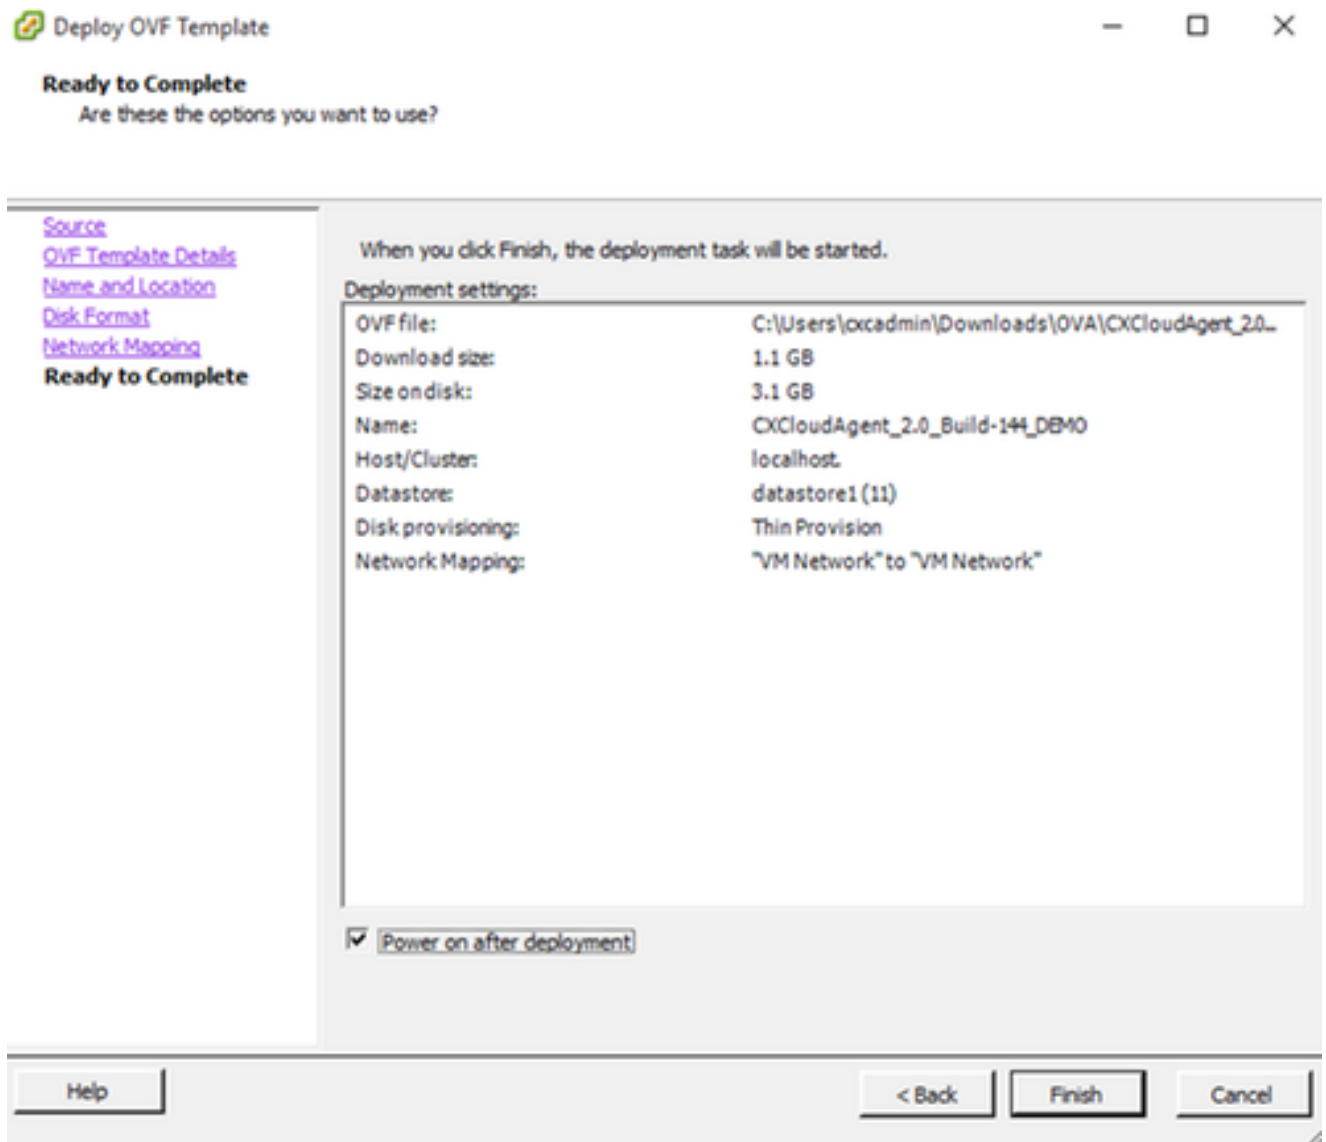 Deploy OVF Template
Ready to Complete
Are these the options you want to use?
Source
OVF Template Details
Name and Location
Disk Format
Network Mapping
Ready to Complete
When you click Finish, the deployment task will be started.
Deployment settings:
OVF file: C:\Users\cxcadmin\Downloads\OVA\CXCloudAgent_2.0...
Download size: 1.1 GB
Size on disk: 3.1 GB
Name: CXCloudAgent_2.0_Build-144_DEMO
Host/Cluster: localhost.
Datastore: datastore1 (11)
Disk provisioning: Thin Provision
Network Mapping: "VM Network" to "VM Network"
Power on after deployment
Help
< Back
Finish
Cancel